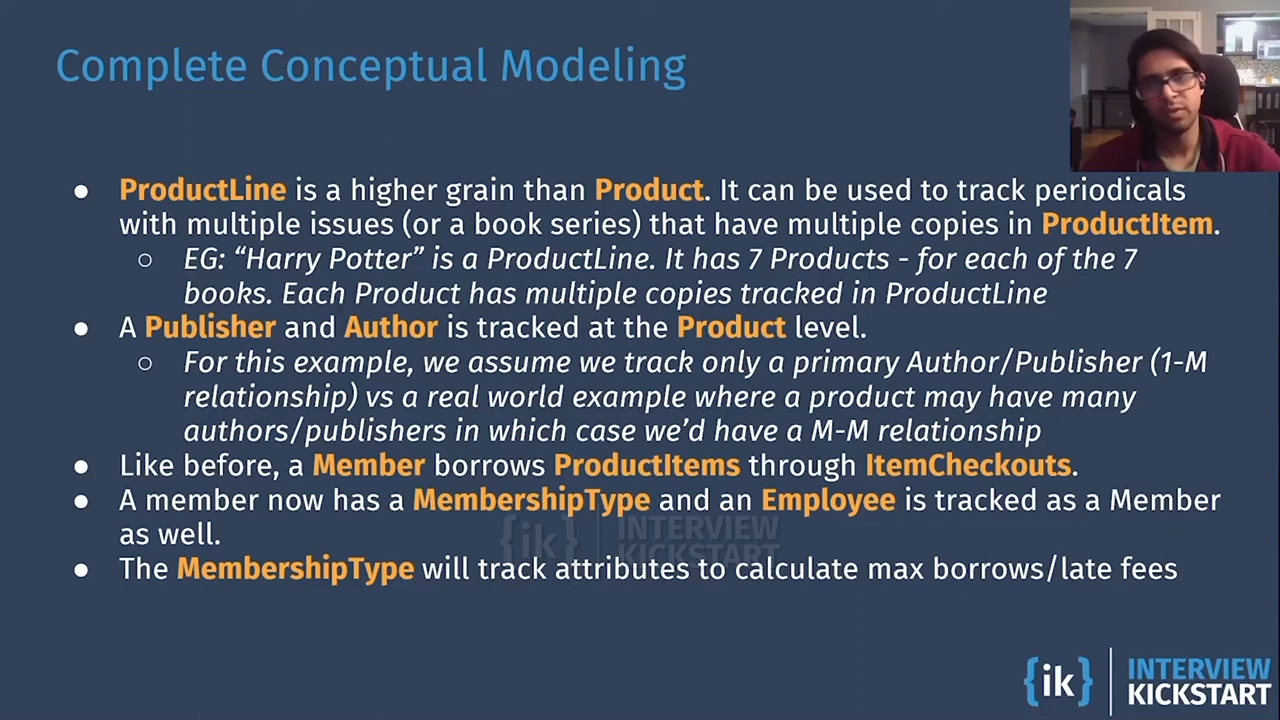 Complete Conceptual Modeling
● ProductLine is a higher grain than Product. It can be used to track periodicals
with multiple issues (or a book series) that have multiple copies in ProductItem.
○ EG: “Harry Potter” is a ProductLine. It has 7 Products - for each of the 7
books. Each Product has multiple copies tracked in ProductLine
● A Publisher and Author is tracked at the Product level.
○ For this example, we assume we track only a primary Author/Publisher (1-M
relationship) vs a real world example where a product may have many
authors/publishers in which case we’d have a M-M relationship
● Like before, a Member borrows ProductItems through ItemCheckouts.
● A member now has a MembershipType and an Employee is tracked as a Member
as well.
● The MembershipType will track attributes to calculate max borrows/late fees
{ik} INTERVIEW
KICKSTART
{ik} INTERVIEW
KICKSTART